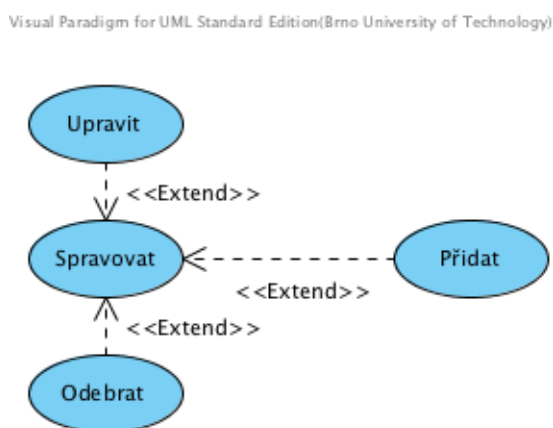 Visual Paradigm for UML Standard Edition(Brno University of Technology)
Upravit
<<Extend>>
Spravovat
Přidat
<<Extend>>
<<Extend>>
Odebrat